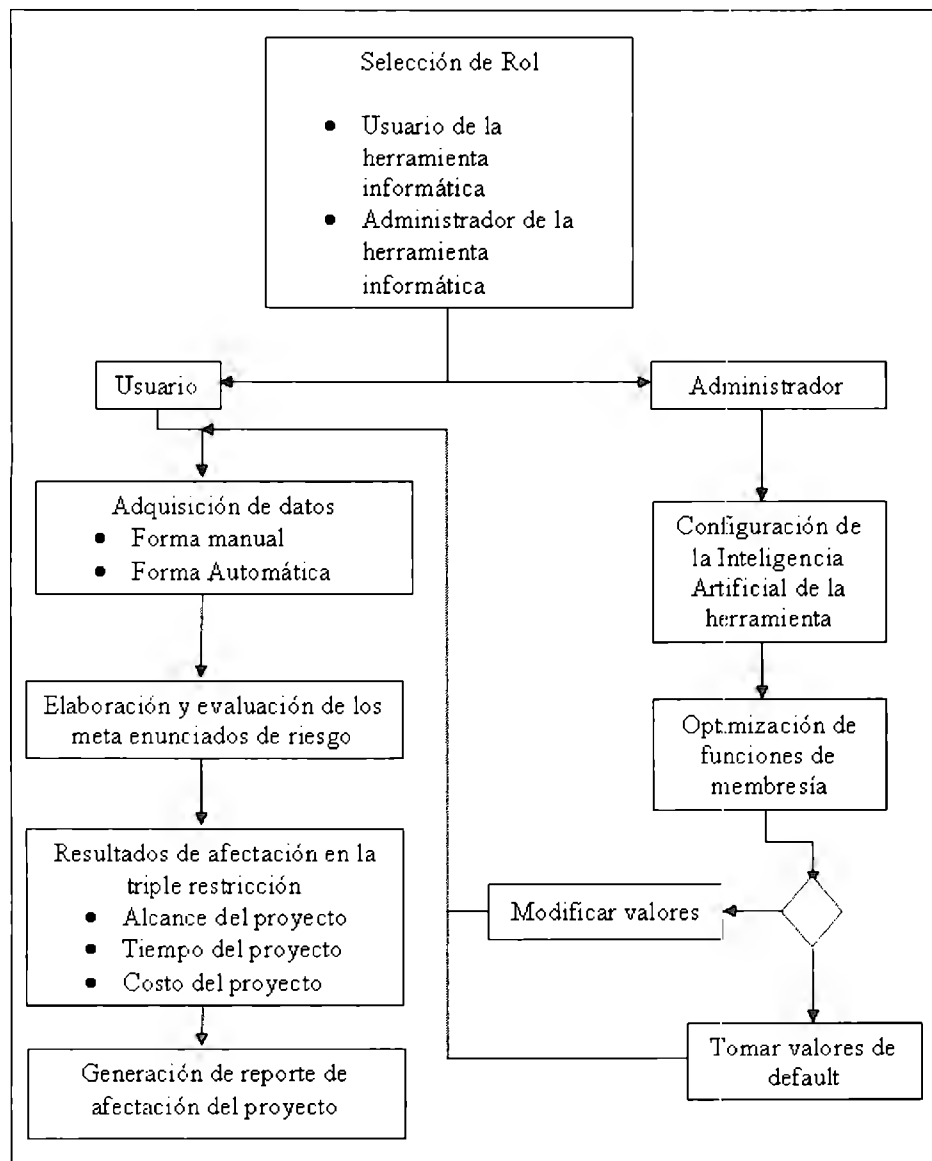 Selección de Rol
● Usuario de la
herramienta
informática
● Administrador de la
herramienta
informática
Usuario
Administrador
Adquisición de datos
● Forma manual
● Forma Automática
Configuración de
la Inteligencia
Artificial de la
herramienta
Elaboración y evaluación de los
meta enunciados de riesgo
Optimización de
funciones de
membresía
Resultados de afectación en la
triple restricción
● Alcance del proyecto
● Tiempo del proyecto
● Costo del proyecto
Modificar valores
Tomar valores de
default
Generación de reporte de
afectación del proyecto